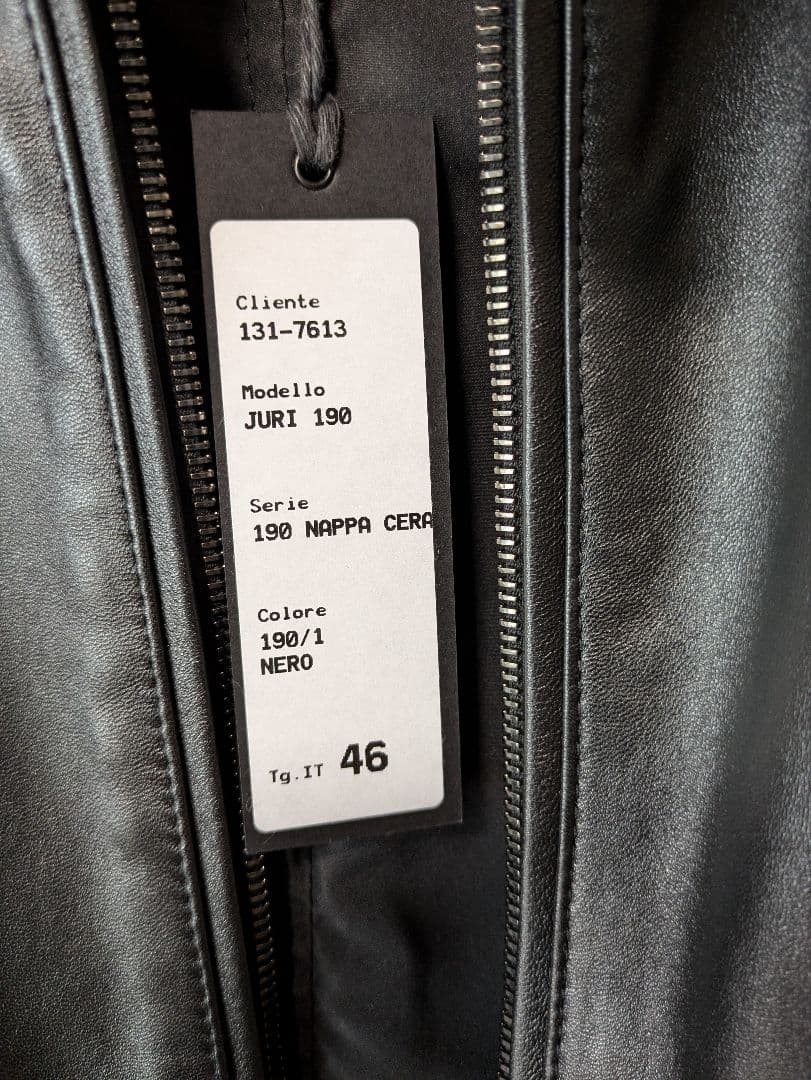 Cliente
131-7613
Modello
JURI 190
Serie
190 NAPPA CERA
Colore
190/1
NERO
Tg.IT 46